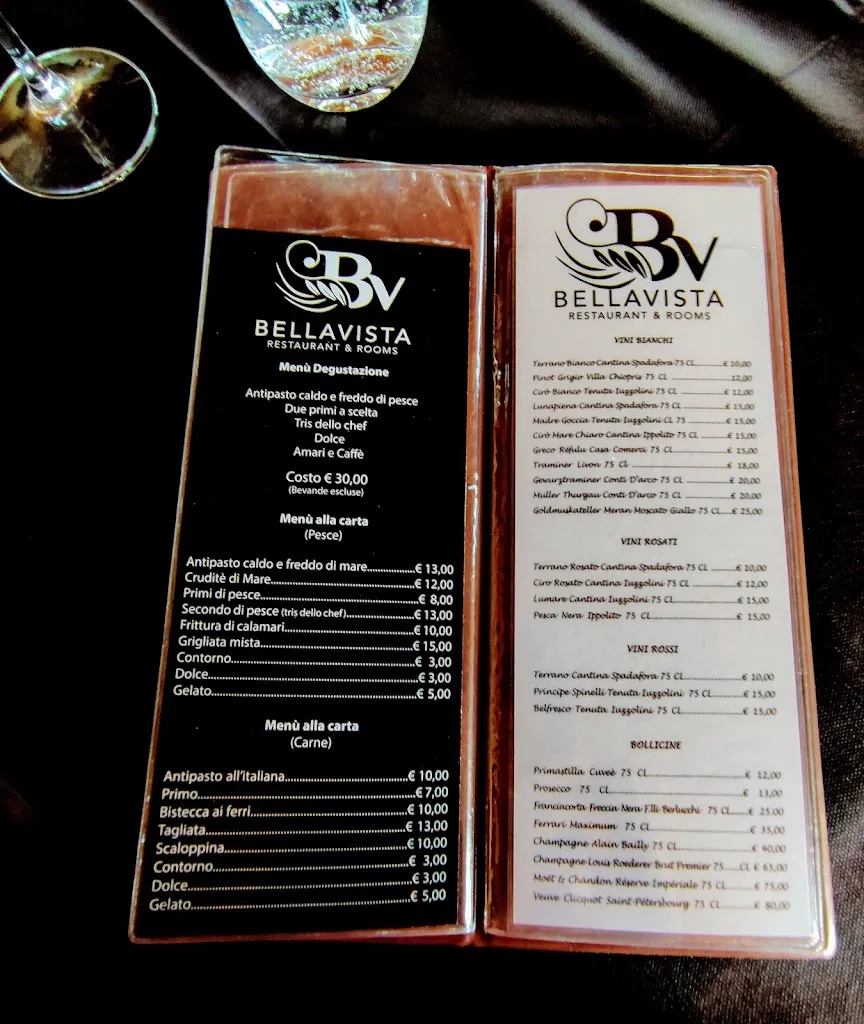 BV
BELLAVISTA
RESTAURANT & ROOMS
Menù Degustazione
Antipasto caldo e freddo di pesce
Due primi a scelta
Tris dello chef
Dolce
Amari e Caffè
Costo € 30,00
(Bevande escluse)
Menù alla carta
(Pesce)
Antipasto caldo e freddo di mare...............€ 13,00
Cruditè di Mare...............€ 12,00
Primi di pesce...............€ 8,00
Secondo di pesce (tris dello chef)...............€ 13,00
Frittura di calamari...............€ 10,00
Grigliata mista...............€ 15,00
Contorno...............€ 3,00
Dolce...............€ 3,00
Gelato...............€ 5,00
Menù alla carta
(Carne)
Antipasto all'italiana...............€ 10,00
Primo...............€ 7,00
Bistecca ai ferri...............€ 10,00
Tagliata...............€ 13,00
Scaloppina...............€ 10,00
Contorno...............€ 3,00
Dolce...............€ 3,00
Gelato...............€ 5,00
BV
BELLAVISTA
RESTAURANT & ROOMS
VINI BIANCHI
Terrano Bianco Cantina Spadafora 75 CL...............€ 10,00
Pinot Grigio Villa Chiopris 75 CL ...............12,00
Cirò Bianco Tenuta Iuzzolini 75 CL ...............€ 12,00
Lunapiena Cantina Spadafora 75 CL ...............€ 15,00
Madre Goccia Tenuta Iuzzolini CL 75 ...............€ 15,00
Cirò Mare Chiaro Cantina Ippolito 75 CL ...............€ 15,00
Greco Rèfulu Casa Comerci 75 CL ...............€ 15,00
Traminer Livon 75 CL ...............€ 18,00
Gewurztraminer Conti D'arco 75 CL ...............€ 20,00
Muller Thurgau Conti D'arco 75 CL ...............€ 20,00
Goldmuskateller Meran Moscato Giallo 75 CL.....€ 25,00
VINI ROSATI
Terrano Rosato Cantina Spadafora 75 CL ...............€ 10,00
Ciro Rosato Cantina Iuzzolini 75 CL ...............€ 12,00
Lumare Cantina Iuzzolini 75 CL...............€ 15,00
Pesca Nera Ippolito 75 CL...............€ 15,00
VINI ROSSI
Terrano Cantina Spadafora 75 CL...............€ 10,00
Principe Spinelli Tenuta Iuzzolini 75 CL...............€ 15,00
Belfresco Tenuta Iuzzolini 75 CL...............€ 15,00
BOLLICINE
Primastilla Cuveè 75 CL...............€ 12,00
Prosecco 75 CL...............€ 13,00
Franciacorta Freccia Nera F.lli Berlucchi 75 CL.......€ 25.00
Ferrari Maximum 75 CL...............€ 35,00
Champagne Alain Bailly 75 CL...............€ 40,00
Champagne Louis Roederer Brut Premier 75......CL € 65,00
Moët & Chandon Réserve Impériale 75 CL...........€ 75,00
Veuve Clicquot Saint-Pétersbourg 75 CL ............€ 80,00